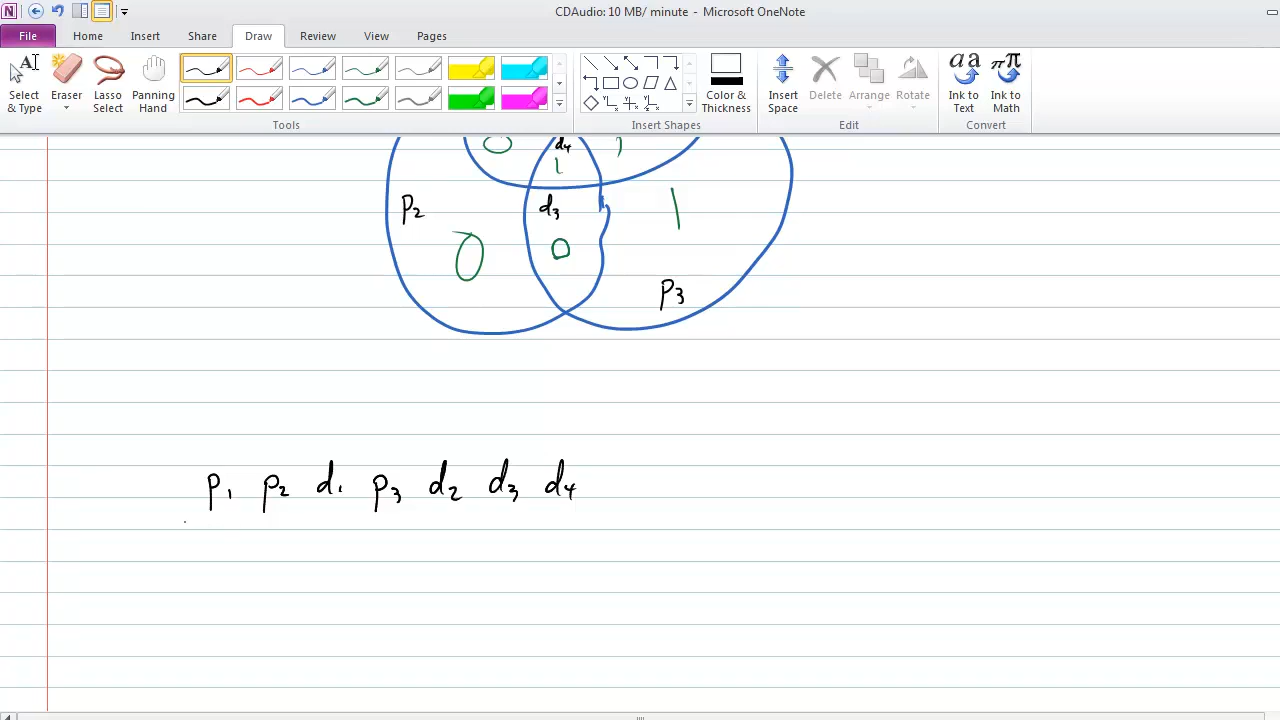 CDAudio: 10 MB/ minute - Microsoft OneNote
File Home Insert Share Draw Review View Pages
Select & Type Eraser Lasso Select Panning Hand Color & Thickness Insert Space Delete Arrange Rotate Ink to Text Ink to Math
Tools Insert Shapes Edit Convert
0 d4 1
1
p2 d3 1
0 0
p3
p1 p2 d1 p3 d2 d3 d4